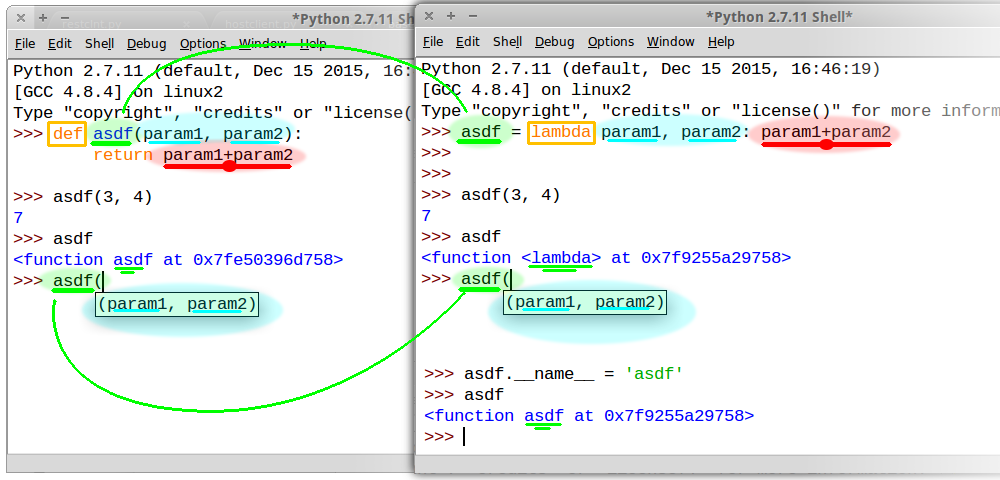 *Python 2.7.11 Sh
File Edit Shell Debug Options Window Help
Python 2.7.11 (default, Dec 15 2015, 16:
[GCC 4.8.4] on linux2
Type "copyright", "credits" or "license(
>>> def asdf(param1, param2):
return param1+param2
>>> asdf(3, 4)
7
>>> asdf
<function asdf at 0x7fe50396d758>
>>> asdf(
(param1, param2)
*Python 2.7.11 Shell*
File Edit Shell Debug Options Window Help
Python 2.7.11 (default, Dec 15 2015, 16:46:19)
[GCC 4.8.4] on linux2
Type "copyright", "credits" or "license()" for more inform
>>> asdf = lambda param1, param2: param1+param2
>>>
>>>
>>> asdf(3, 4)
7
>>> asdf
<function <lambda> at 0x7f9255a29758>
>>> asdf(
(param1, param2)
>>> asdf.__name__ = 'asdf'
>>> asdf
<function asdf at 0x7f9255a29758>
>>>